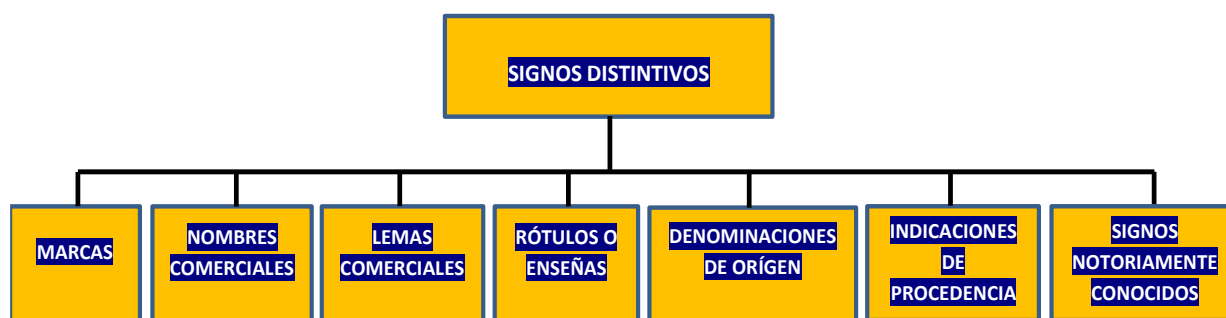 SIGNOS DISTINTIVOS
MARCAS
NOMBRES
COMERCIALES
LEMAS
COMERCIALES
RÓTULOS O
ENSEÑAS
DENOMINACIONES
DE ORÍGEN
INDICACIONES
DE
PROCEDENCIA
SIGNOS
NOTORIAMENTE
CONOCIDOS